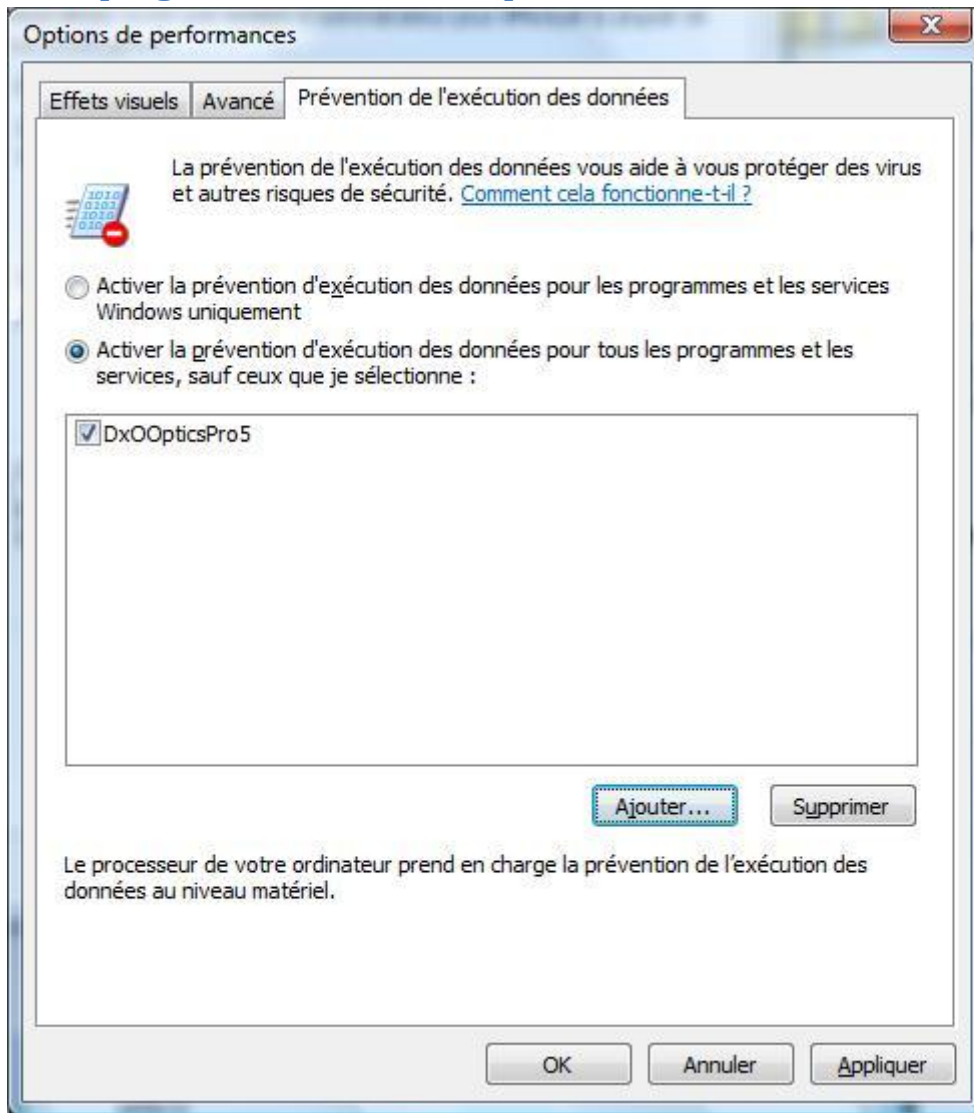 Options de performances
Effets visuels
Avancé
Prévention de l'exécution des données
La prévention de l'exécution des données vous aide à vous protéger des virus
et autres risques de sécurité. Comment cela fonctionne-t-il ?
Activer la prévention d'exécution des données pour les programmes et les services
Windows uniquement
Activer la prévention d'exécution des données pour tous les programmes et les
services, sauf ceux que je sélectionne :
DxOOpticsPro5
Ajouter...
Supprimer
Le processeur de votre ordinateur prend en charge la prévention de l'exécution des
données au niveau matériel.
OK
Annuler
Appliquer